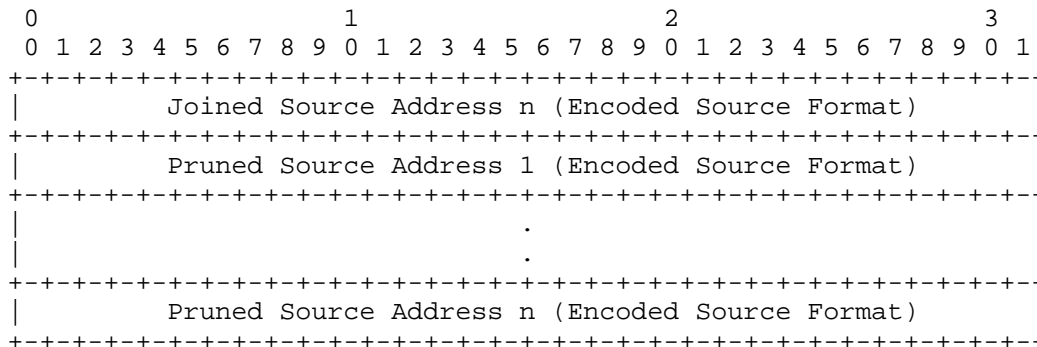 0                   1                   2                   3
 0 1 2 3 4 5 6 7 8 9 0 1 2 3 4 5 6 7 8 9 0 1 2 3 4 5 6 7 8 9 0 1
+-+-+-+-+-+-+-+-+-+-+-+-+-+-+-+-+-+-+-+-+-+-+-+-+-+-+-+-+-+-+-+-
|         Joined Source Address n (Encoded Source Format)
+-+-+-+-+-+-+-+-+-+-+-+-+-+-+-+-+-+-+-+-+-+-+-+-+-+-+-+-+-+-+-+-
|         Pruned Source Address 1 (Encoded Source Format)
+-+-+-+-+-+-+-+-+-+-+-+-+-+-+-+-+-+-+-+-+-+-+-+-+-+-+-+-+-+-+-+-
|                               .
|                               .
+-+-+-+-+-+-+-+-+-+-+-+-+-+-+-+-+-+-+-+-+-+-+-+-+-+-+-+-+-+-+-+-
|         Pruned Source Address n (Encoded Source Format)
+-+-+-+-+-+-+-+-+-+-+-+-+-+-+-+-+-+-+-+-+-+-+-+-+-+-+-+-+-+-+-+-